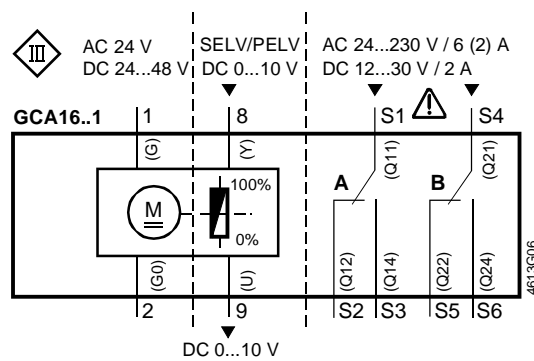 III
AC 24 V
DC 24...48 V
SELV/PELV
DC 0...10 V
AC 24...230 V / 6 (2) A
DC 12...30 V / 2 A
GCA16..1
1
8
S1
S4
(G)
(Y)
(Q11)
(Q21)
100%
A
B
M
0%
(G0)
(U)
(Q12)
(Q14)
(Q22)
(Q24)
2
9
S2
S3
S5
S6
DC 0...10 V
4613G06